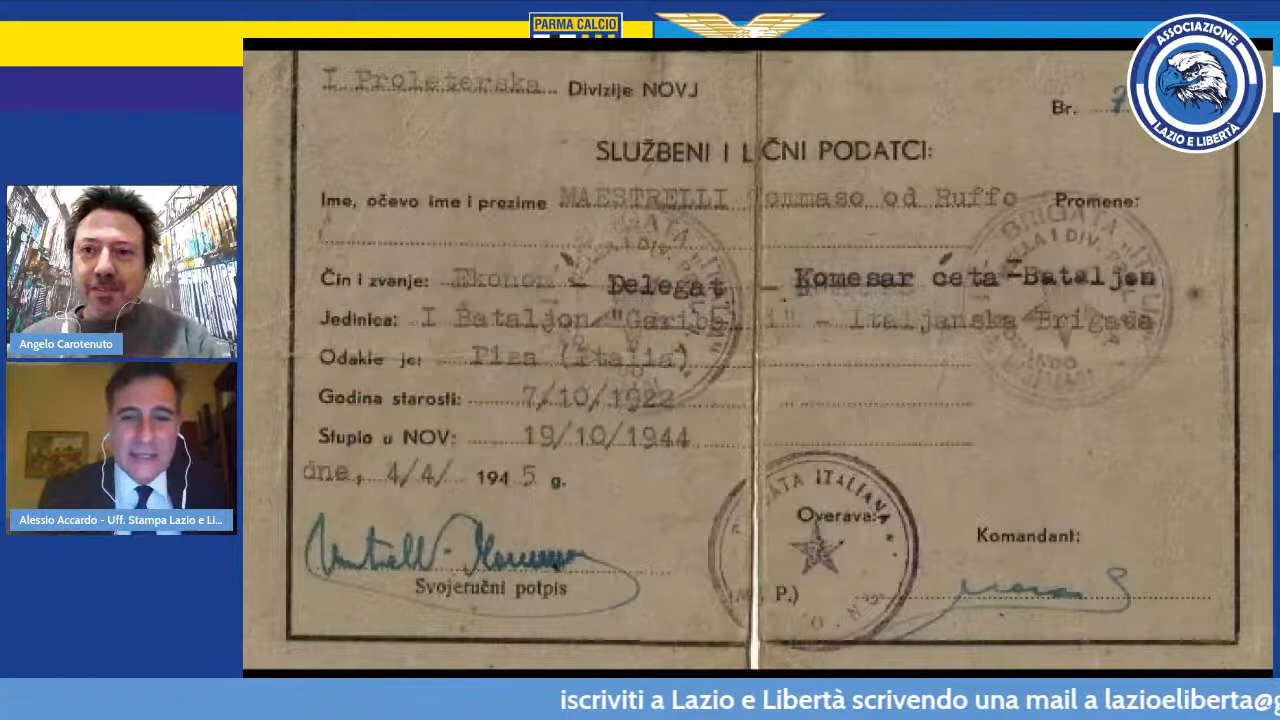 PARMA CALCIO
ASSOCIAZIONE
LAZIO E LIBERTÀ
I Proleterska Divizije NOVJ
Br. 7
SLUŽBENI I LIČNI PODATCI:
Ime, očevo ime i prezime MAESTRELLI Tommaso od Ruffo Promene:
Čin i zvanje: Ekonom - Delegat - Komesar ćeta - Bataljon
Jedinica: I Bataljon "Garibaldi" - Italjanska Brigada
Odakle je: Pisa (Italia)
Godina starosti: 7/10/1922
Stupio u NOV: 19/10/1944
dne, 4/4/ 1945 g.
Overava:
Komandant:
Svojeručni potpis
P.)
Angelo Carotenuto
Alessio Accardo - Uff. Stampa Lazio e Li...
iscriviti a Lazio e Libertà scrivendo una mail a lazioeliberta@g